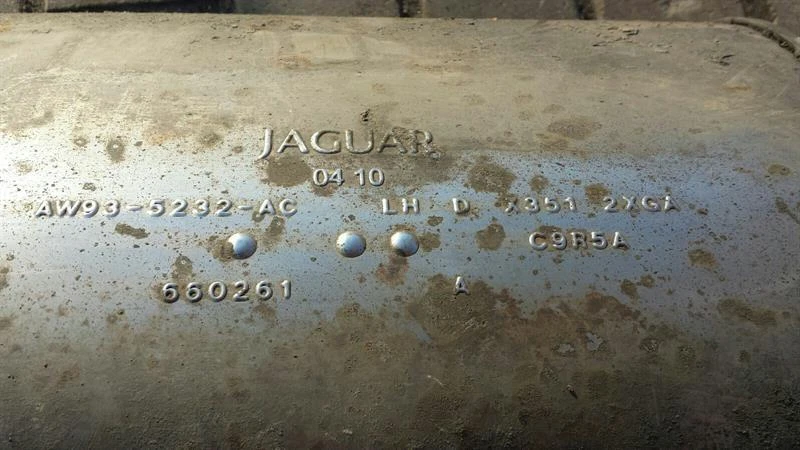 JAGUAR
04 10
AW93-5232-AC LH D X351 2XGA
C9R5A
660261 A